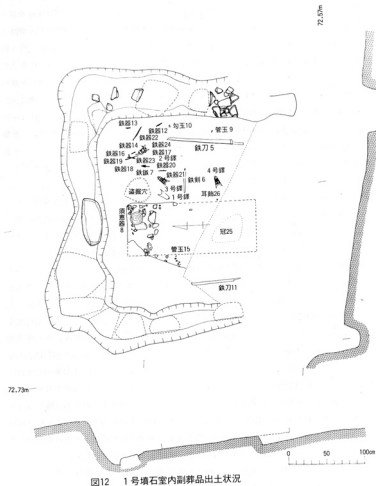 72.57m
鉄器13
鉄器12
勾玉10
管玉9
鉄器22
鉄器14
鉄器24
鉄刀5
鉄器16
鉄器17
2号鐸
鉄器19
鉄器23
4号鐸
鉄器20
鉄器18
鉄鏃7
鉄器21
鉄剣6
盗掘穴
3号鐸
耳飾26
1号鐸
須恵器8
冠25
管玉15
鉄刀11
72.73m
0 50 100cm
図12 1号墳石室内副葬品出土状況